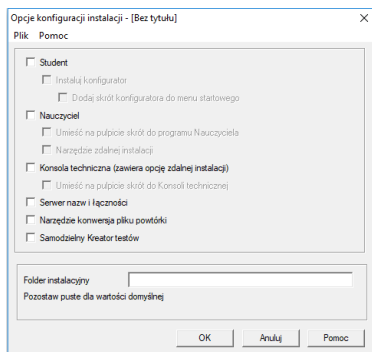 Opcje konfiguracji instalacji - [Bez tytułu]
Plik Pomoc
Student
Instaluj konfigurator
Dodaj skrót konfiguratora do menu startowego
Nauczyciel
Umieść na pulpicie skrót do programu Nauczyciela
Narzędzie zdalnej instalacji
Konsola techniczna (zawiera opcję zdalnej instalacji)
Umieść na pulpicie skrót do Konsoli technicznej
Serwer nazw i łączności
Narzędzie konwersja pliku powtórki
Samodzielny Kreator testów
Folder instalacyjny
Pozostaw puste dla wartości domyślnej
OK Anuluj Pomoc